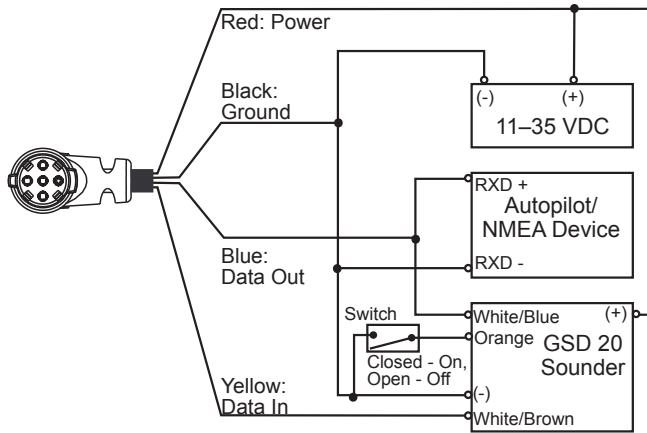 Red: Power
Black:
Ground
(-)
(+)
11–35 VDC
RXD +
Autopilot/
NMEA Device
RXD -
Blue:
Data Out
Switch
White/Blue
(+)
Orange
GSD 20
Sounder
Closed - On,
Open - Off
Yellow:
Data In
(-)
White/Brown